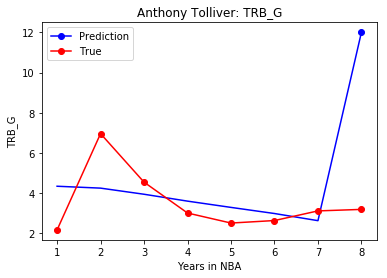 Anthony Tolliver: TRB_G
Prediction
True
12
10
8
6
4
2
TRB_G
1 2 3 4 5 6 7 8
Years in NBA